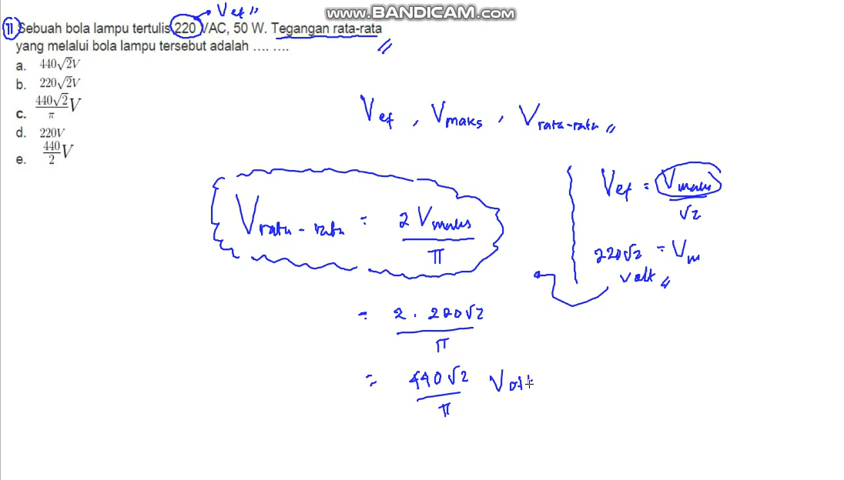 www.BANDICAM.com
Vef //
11 Sebuah bola lampu tertulis 220 VAC, 50 W. Tegangan rata-rata
yang melalui bola lampu tersebut adalah .... ....
a. 440√2V
b. 220√2V
c. 440√2/π V
d. 220V
e. 440/2 V
Vef , Vmaks , Vrata-rata //
Vrata-rata = 2 Vmaks / π
= 2 . 220√2 / π
= 440√2 / π Volt
Vef = Vmaks / √2
220√2 = Vm
volt //